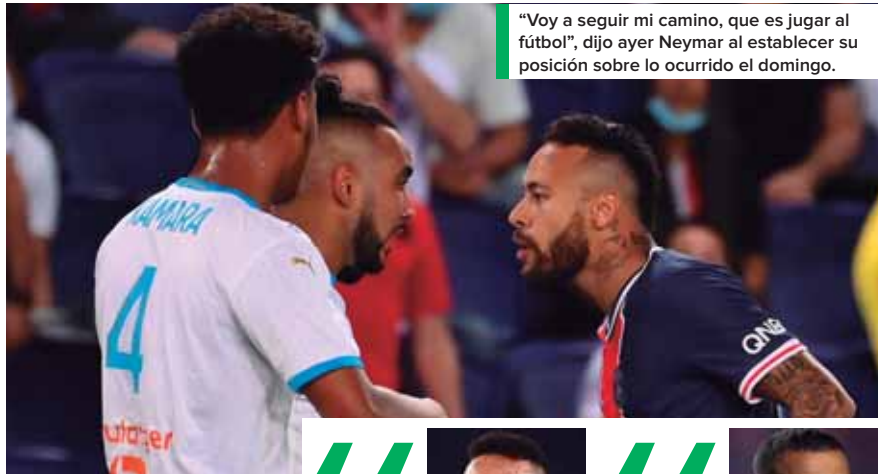 “Voy a seguir mi camino, que es jugar al
fútbol”, dijo ayer Neymar al establecer su
posición sobre lo ocurrido el domingo.
KAMARA
4
QNB